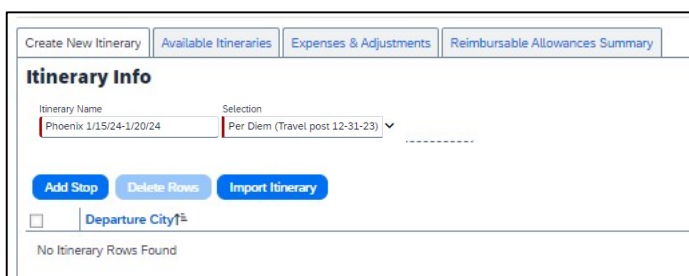 Create New Itinerary Available Itineraries Expenses & Adjustments Reimbursable Allowances Summary
Itinerary Info
Itinerary Name Selection
Phoenix 1/15/24-1/20/24 Per Diem (Travel post 12-31-23)
Add Stop Delete Rows Import Itinerary
Departure City
No Itinerary Rows Found